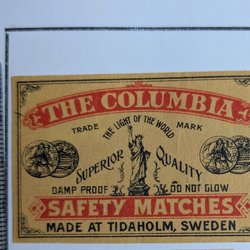 THE COLUMBIA
TRADE MARK
THE LIGHT OF THE WORLD
SUPERIOR QUALITY
DAMP PROOF DO NOT GLOW
SAFETY MATCHES
MADE AT TIDAHOLM, SWEDEN